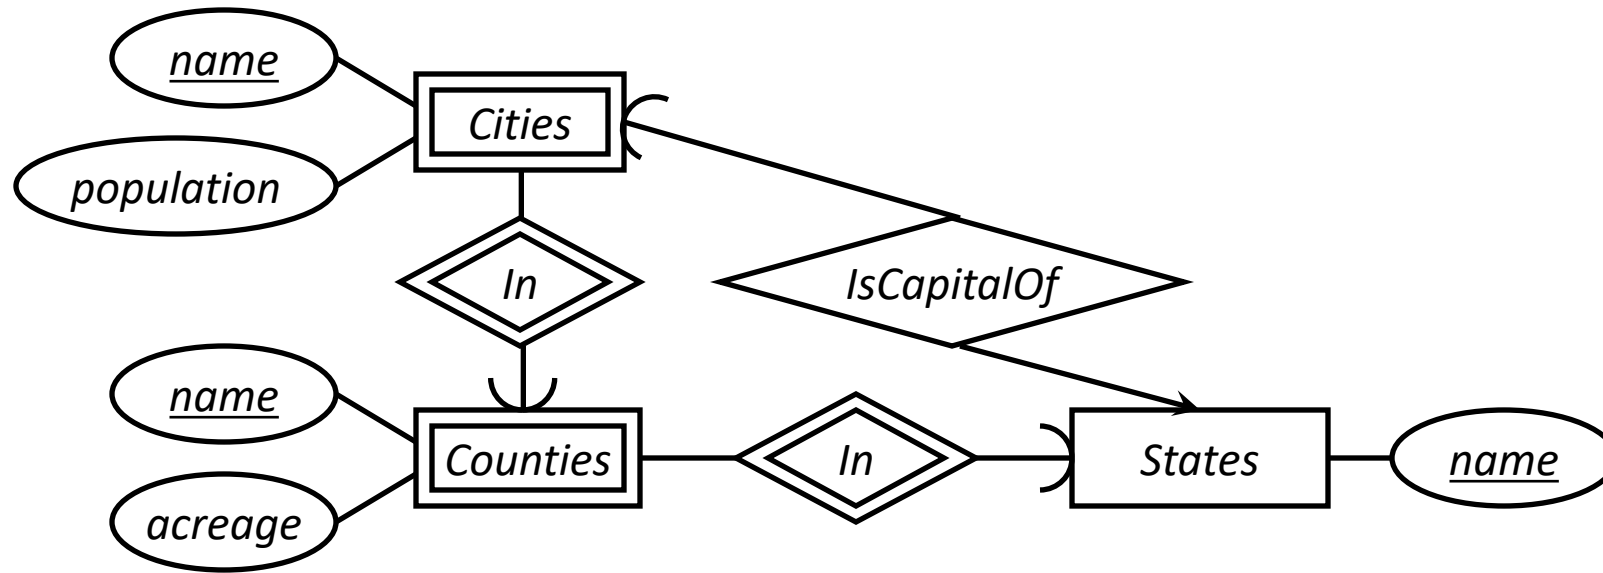 name
Cities
population
In
IsCapitalOf
name
Counties
In
States
name
acreage